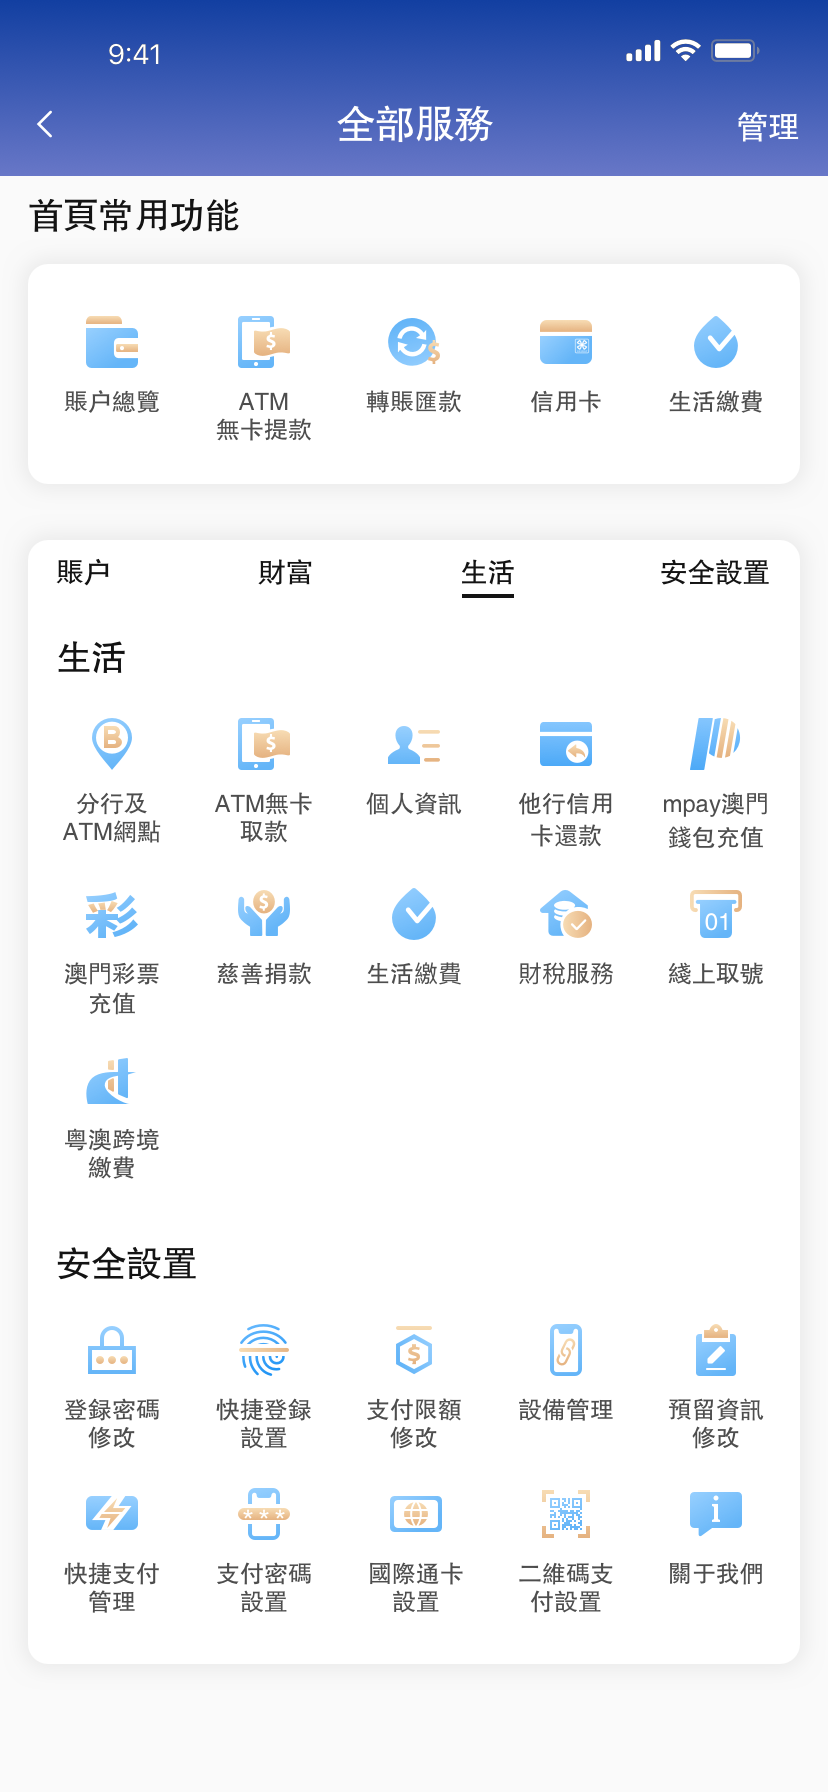 9:41
全部服務
管理
首頁常用功能
賬户總覽
ATM
無卡提款
轉賬匯款
信用卡
生活繳費
賬户
財富
生活
安全設置
生活
分行及
ATM網點
ATM無卡
取款
個人資訊
他行信用
卡還款
mpay澳門
錢包充值
彩
澳門彩票
充值
慈善捐款
生活繳費
財稅服務
01
綫上取號
粤澳跨境
繳費
安全設置
登録密碼
修改
快捷登録
設置
支付限額
修改
設備管理
預留資訊
修改
快捷支付
管理
支付密碼
設置
國際通卡
設置
二維碼支
付設置
關于我們